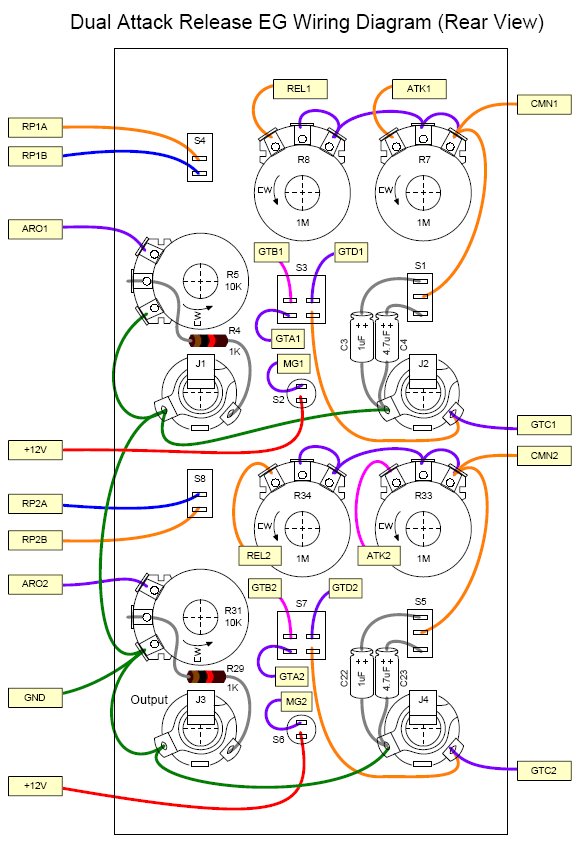 Dual Attack Release EG Wiring Diagram (Rear View)
REL1
ATK1
CMN1
RP1A
S4
RP1B
R8
R7
CW
CW
1M
1M
ARO1
GTB1
GTD1
S3
S1
R5
10K
CW
R4
1K
GTA1
C3
1uF
++
4.7uF
++
C4
J1
MG1
J2
S2
GTC1
+12V
CMN2
S8
RP2A
R34
R33
RP2B
CW
CW
REL2
ATK2
1M
1M
ARO2
GTB2
GTD2
S7
S5
R31
10K
CW
R29
1K
GTA2
C22
1uF
++
4.7uF
++
C23
GND
Output
J3
MG2
J4
S6
GTC2
+12V